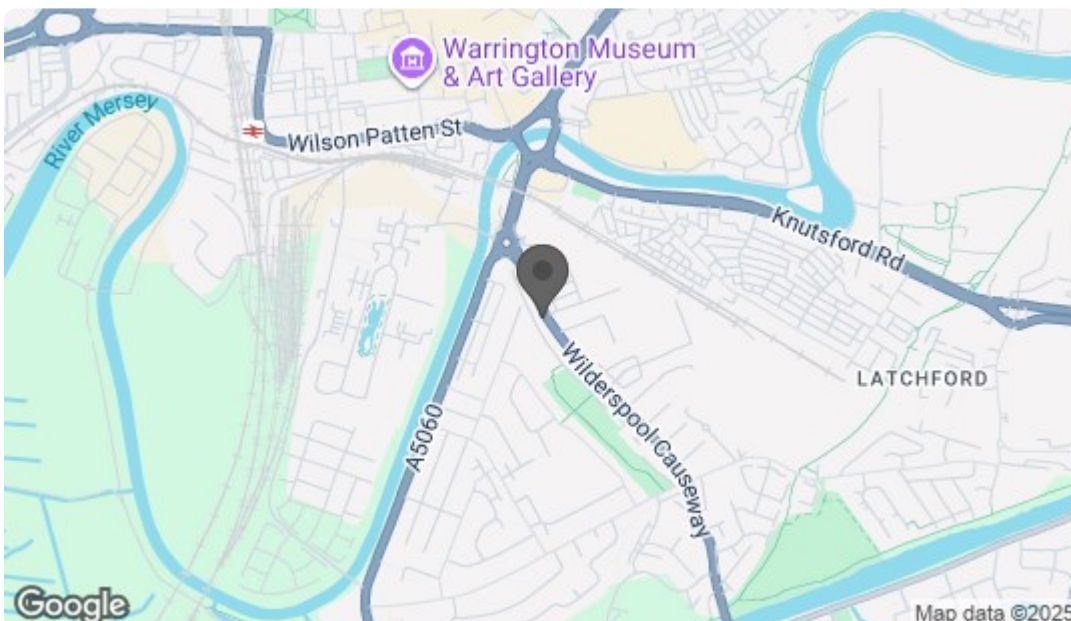 Warrington Museum
& Art Gallery
River Mersey
Wilson Patten St
Knutsford Rd
LATCHFORD
Wilderspool Causeway
A5060
Google
Map data ©2025